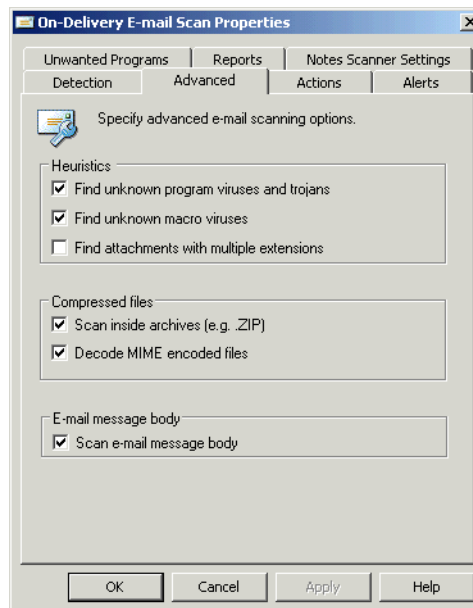 On-Delivery E-mail Scan Properties
Unwanted Programs Reports Notes Scanner Settings
Detection Advanced Actions Alerts
Specify advanced e-mail scanning options.
Heuristics
Find unknown program viruses and trojans
Find unknown macro viruses
Find attachments with multiple extensions
Compressed files
Scan inside archives (e.g. .ZIP)
Decode MIME encoded files
E-mail message body
Scan e-mail message body
OK Cancel Apply Help